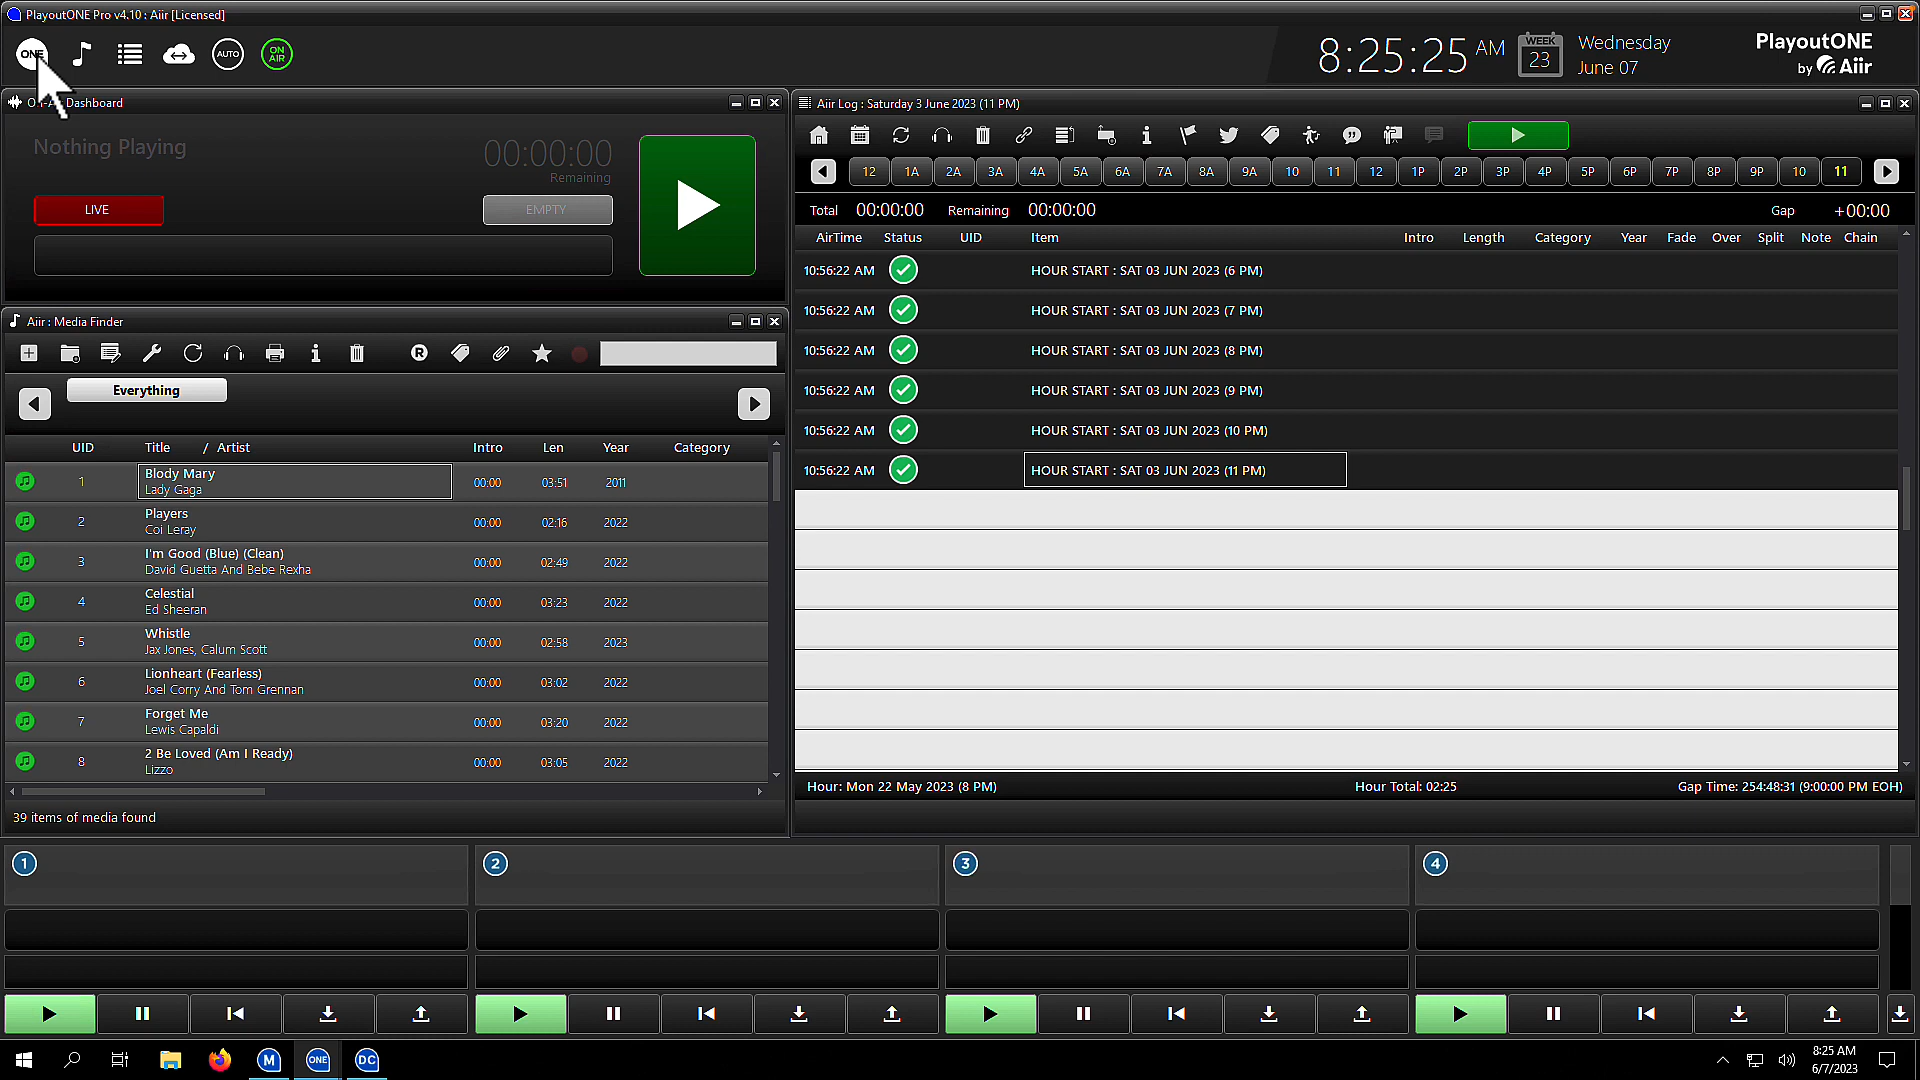 PlayoutONE Pro v4.10 : Aiir [Licensed]
ONE
AUTO
ON AIR
8:25:25 AM
WEEK
23
Wednesday
June 07
PlayoutONE
by Aiir
Dashboard
Nothing Playing
00:00:00
Remaining
LIVE
EMPTY
Aiir Log : Saturday 3 June 2023 (11 PM)
12 1A 2A 3A 4A 5A 6A 7A 8A 9A 10 11 12 1P 2P 3P 4P 5P 6P 7P 8P 9P 10 11
Total 00:00:00 Remaining 00:00:00 Gap +00:00
AirTime Status UID Item Intro Length Category Year Fade Over Split Note Chain
10:56:22 AM HOUR START : SAT 03 JUN 2023 (6 PM)
10:56:22 AM HOUR START : SAT 03 JUN 2023 (7 PM)
10:56:22 AM HOUR START : SAT 03 JUN 2023 (8 PM)
10:56:22 AM HOUR START : SAT 03 JUN 2023 (9 PM)
10:56:22 AM HOUR START : SAT 03 JUN 2023 (10 PM)
10:56:22 AM HOUR START : SAT 03 JUN 2023 (11 PM)
Hour: Mon 22 May 2023 (8 PM) Hour Total: 02:25 Gap Time: 254:48:31 (9:00:00 PM EOH)
Aiir : Media Finder
R
Everything
UID Title / Artist Intro Len Year Category
1 Blody Mary 00:00 03:51 2011
Lady Gaga
2 Players 00:00 02:16 2022
Coi Leray
3 I'm Good (Blue) (Clean) 00:00 02:49 2022
David Guetta And Bebe Rexha
4 Celestial 00:00 03:23 2022
Ed Sheeran
5 Whistle 00:00 02:58 2023
Jax Jones, Calum Scott
6 Lionheart (Fearless) 00:00 03:02 2022
Joel Corry And Tom Grennan
7 Forget Me 00:00 03:20 2022
Lewis Capaldi
8 2 Be Loved (Am I Ready) 00:00 03:05 2022
Lizzo
39 items of media found
1 2 3 4
M ONE DC
8:25 AM
6/7/2023